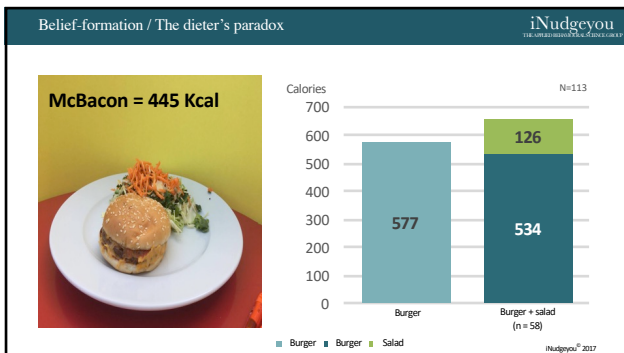 Belief-formation / The dieter's paradox
iNudgeyou
THE APPLIED BEHAVIOURAL SCIENCE GROUP
McBacon = 445 Kcal
Calories
N=113
700
600
500
400
300
200
100
0
577
126
534
Burger
Burger + salad
(n = 58)
Burger Burger Salad
iNudgeyou© 2017